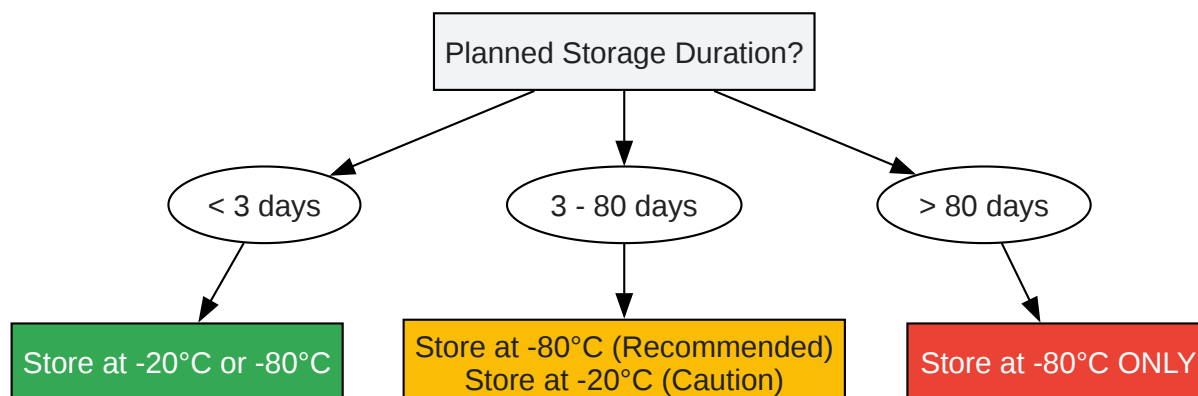 Planned Storage Duration?
< 3 days
3 - 80 days
> 80 days
Store at -20°C or -80°C
Store at -80°C (Recommended)
Store at -20°C (Caution)
Store at -80°C ONLY